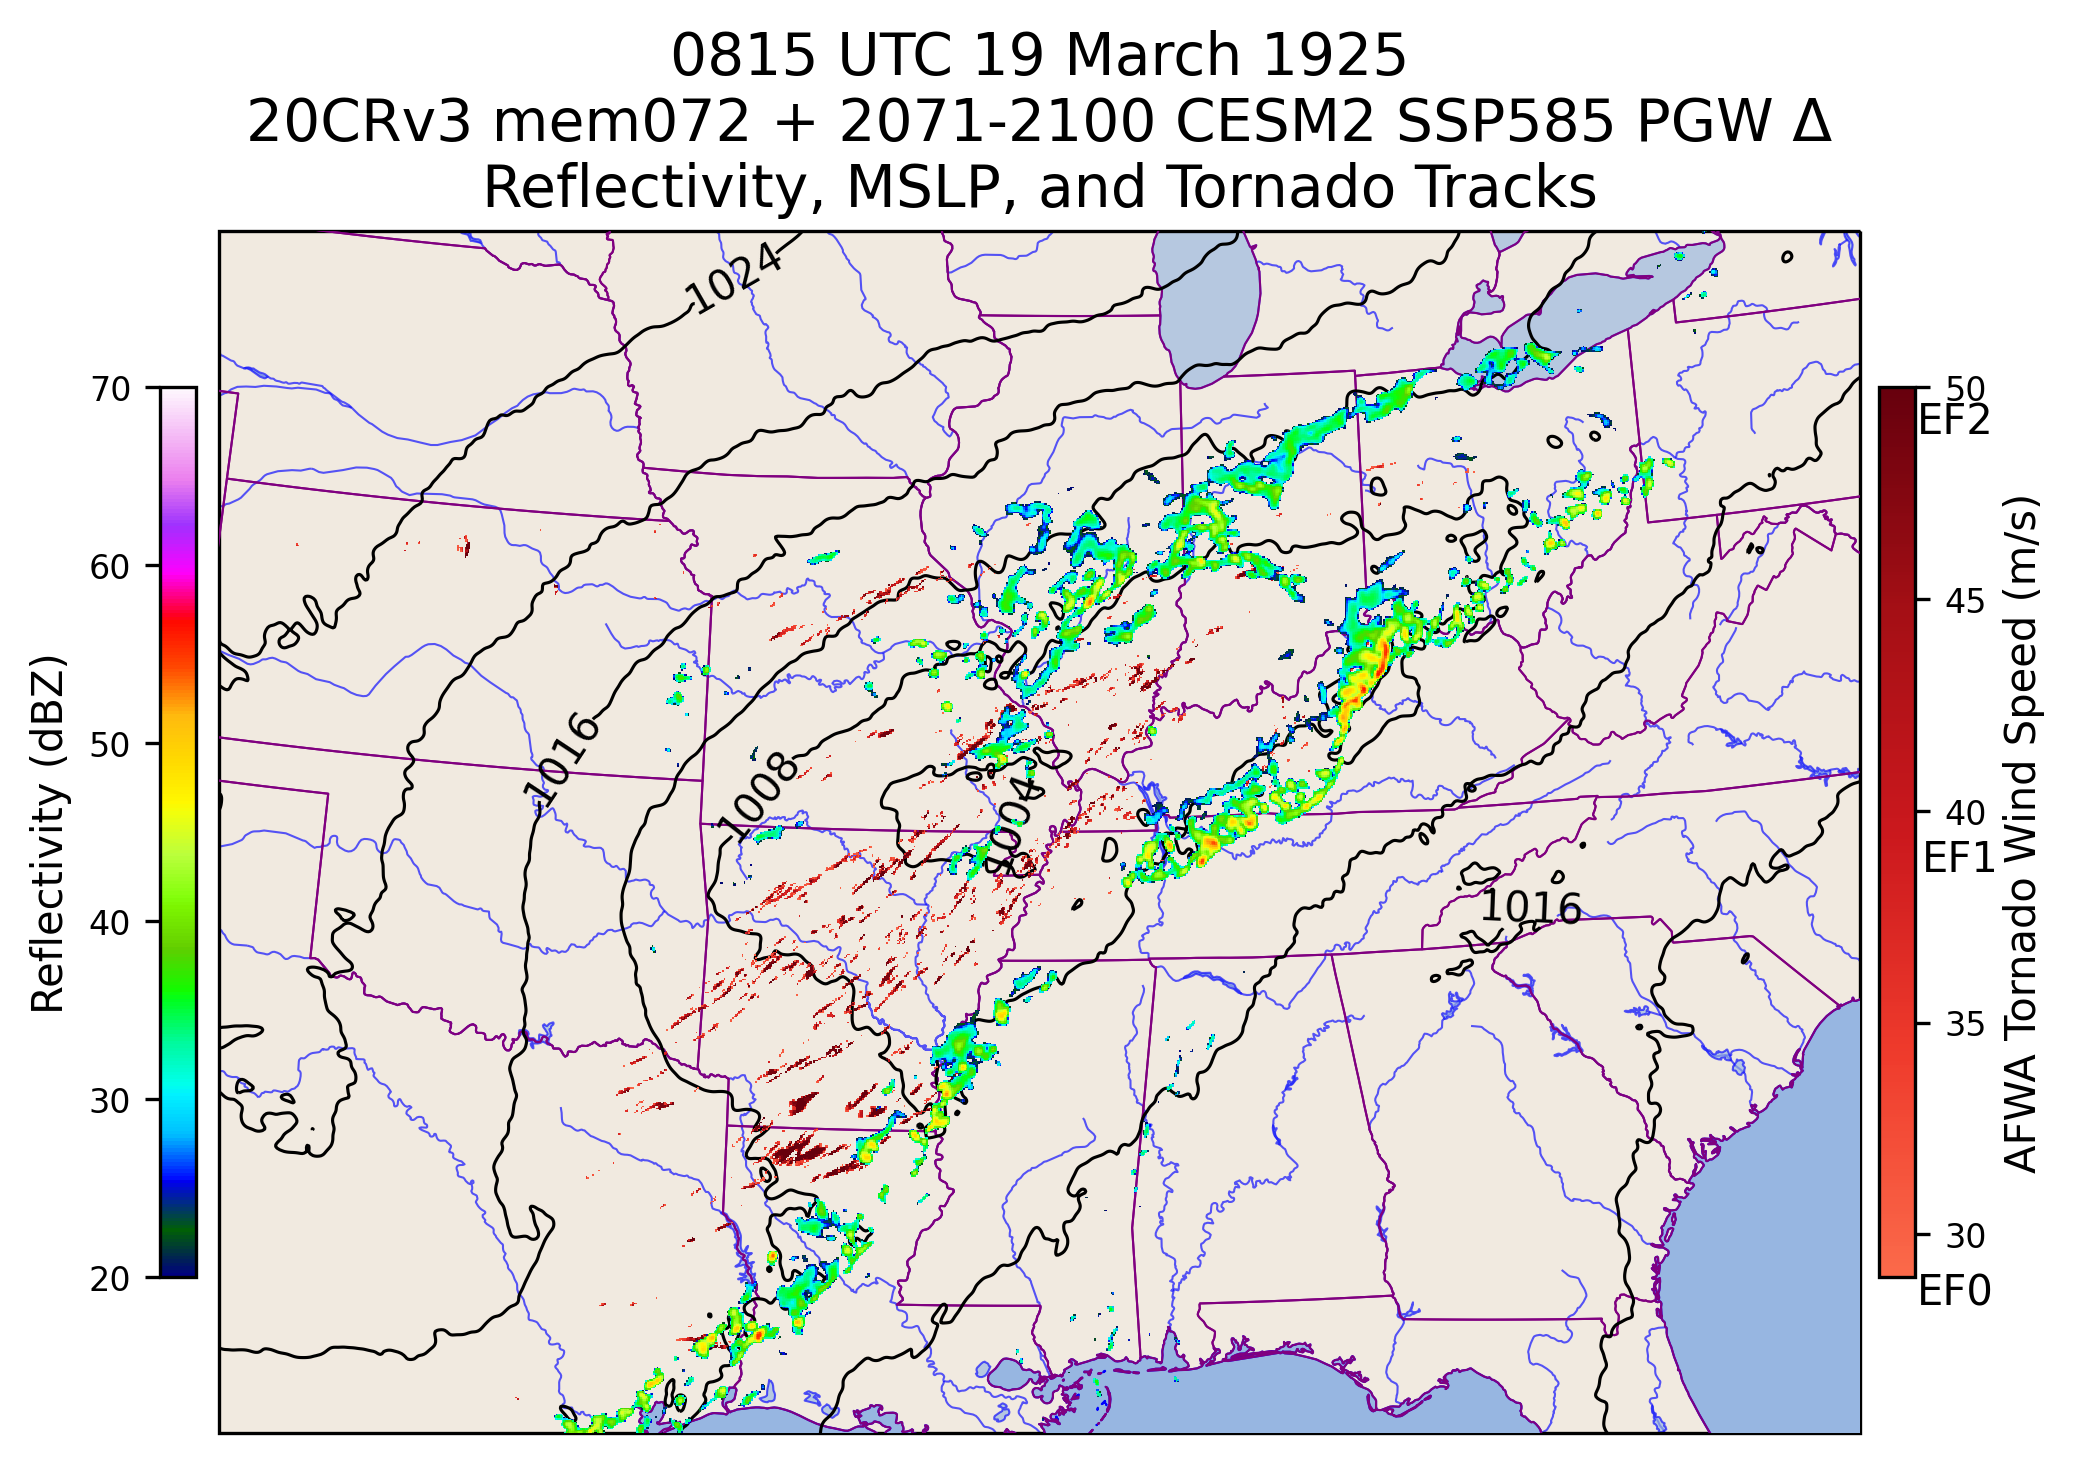 0815 UTC 19 March 1925
20CRv3 mem072 + 2071-2100 CESM2 SSP585 PGW Δ
Reflectivity, MSLP, and Tornado Tracks
1024
1016
1008
1004
1016
70
60
50
40
30
20
Reflectivity (dBZ)
50
EF2
45
40
EF1
35
30
EF0
AFWA Tornado Wind Speed (m/s)